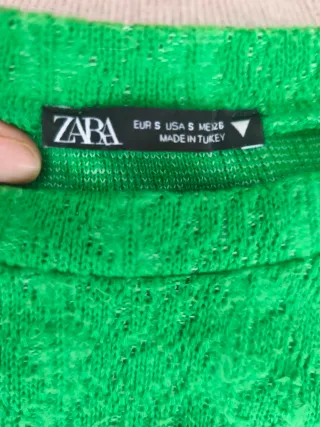 ZARA
EUR S USA S MEX 26
MADE IN TURKEY